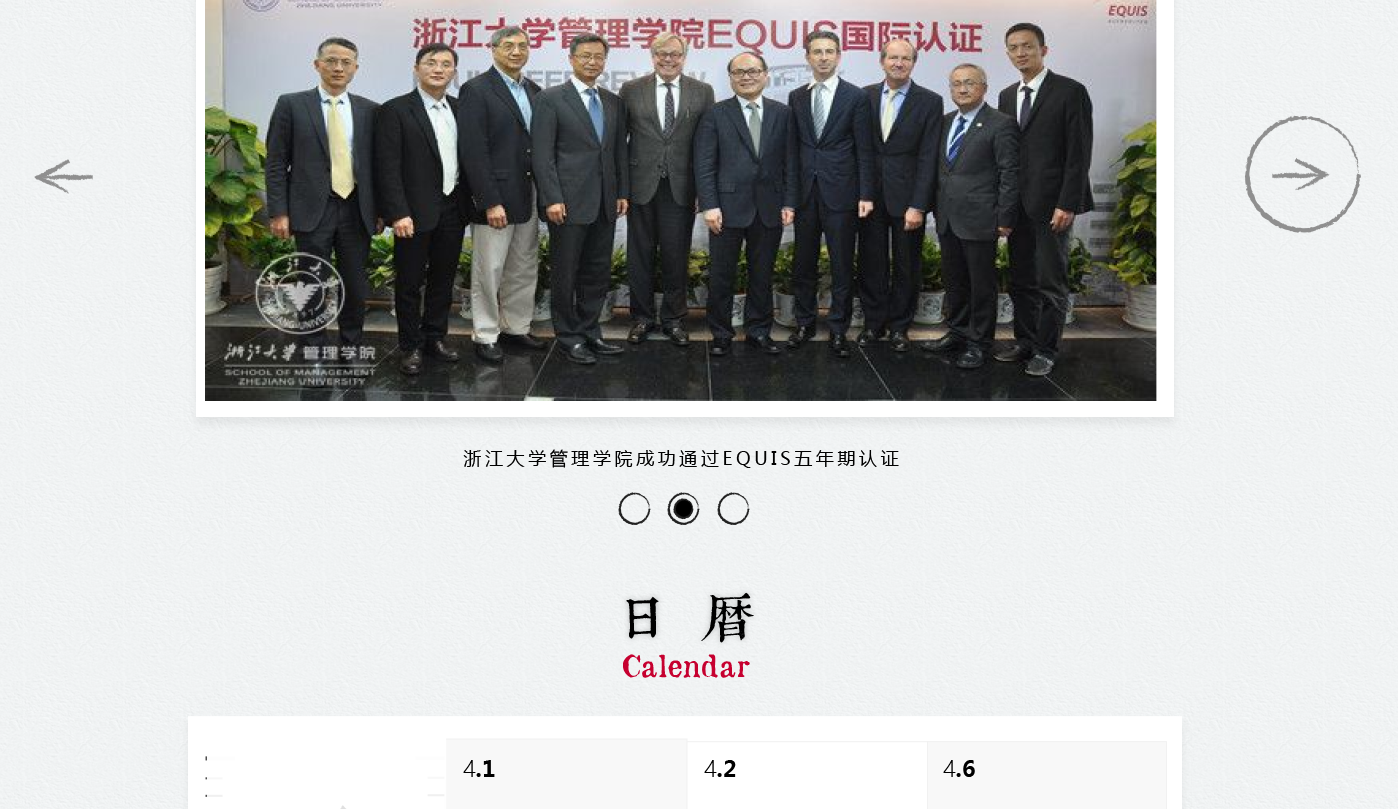 ZHEJIANG UNIVERSITY
EQUIS
浙江大学管理学院EQUIS国际认证
浙江大学 管理学院
SCHOOL OF MANAGEMENT
ZHEJIANG UNIVERSITY
浙江大学管理学院成功通过EQUIS五年期认证
日 暦
Calendar
4.1
4.2
4.6